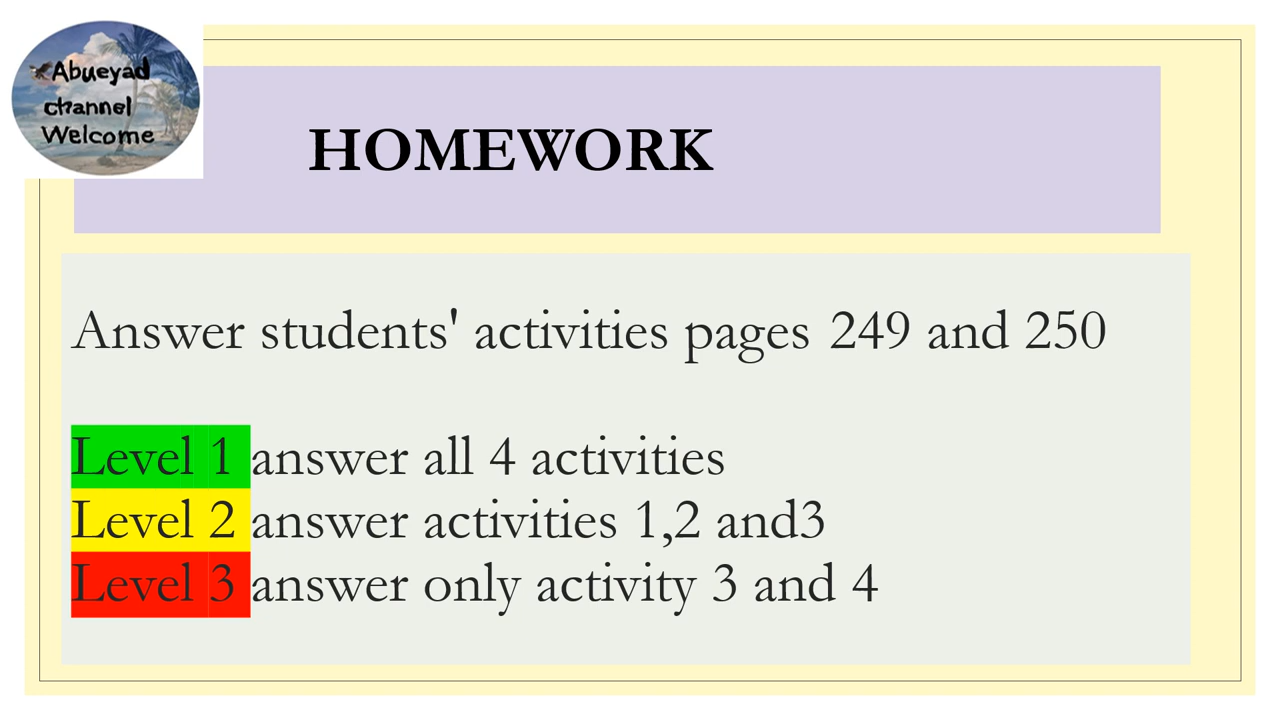 Abueyad
channel
Welcome
HOMEWORK
Answer students' activities pages 249 and 250
Level 1 answer all 4 activities
Level 2 answer activities 1,2 and3
Level 3 answer only activity 3 and 4